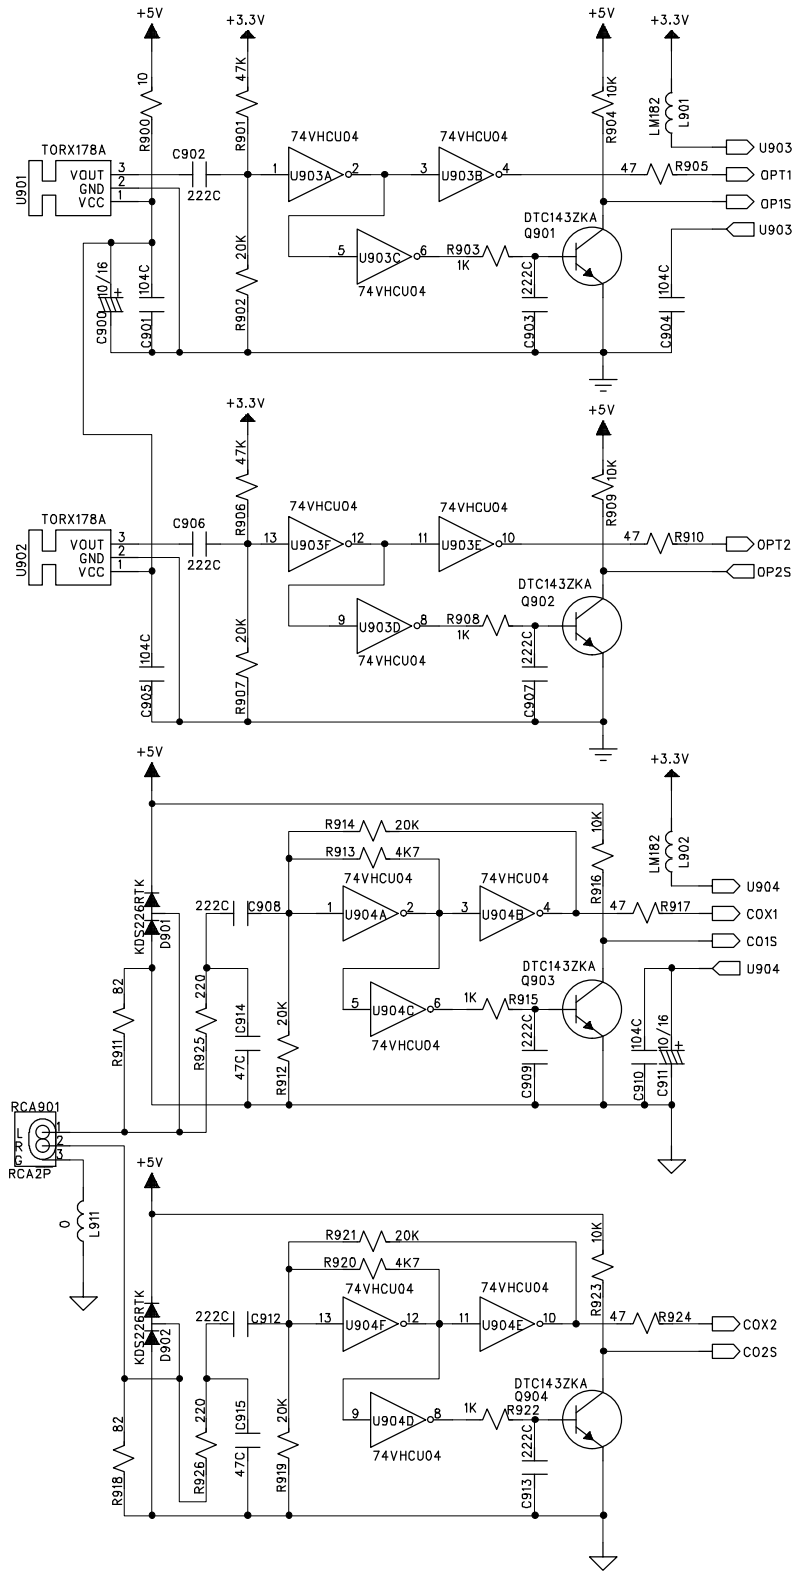 +5V
+3.3V
+5V
+3.3V
10
R900
47K
R901
10K
R904
LM182
L901
TORX178A
U901
VOUT
GND
VCC
3
2
1
C902
222C
74VHCU04
1
U903A
2
74VHCU04
3
U903B
4
47
R905
U903
OPT1
OP1S
U903
DTC143ZKA
Q901
5
U903C
6
74VHCU04
R903
1K
20K
R902
C900
10/16
+
104C
C901
222C
C903
104C
C904
+3.3V
+5V
47K
R906
10K
R909
TORX178A
U902
VOUT
GND
VCC
3
2
1
C906
222C
74VHCU04
13
U903F
12
74VHCU04
11
U903E
10
47
R910
OPT2
OP2S
DTC143ZKA
Q902
9
U903D
8
74VHCU04
R908
1K
20K
R907
104C
C905
222C
C907
+5V
+3.3V
R914
20K
R913
4K7
10K
R916
LM182
L902
KDS226RTK
D901
222C
C908
74VHCU04
1
U904A
2
74VHCU04
3
U904B
4
47
R917
U904
COX1
CO1S
U904
DTC143ZKA
Q903
5
U904C
6
74VHCU04
1K
R915
82
R911
220
R925
C914
47C
20K
R912
222C
C909
104C
C910
10/16
C911
+
RCA901
L
R
G
1
2
3
RCA2P
0
L911
+5V
R921
20K
R920
4K7
10K
R923
KDS226RTK
D902
222C
C912
74VHCU04
13
U904F
12
74VHCU04
11
U904E
10
47
R924
COX2
CO2S
DTC143ZKA
Q904
9
U904D
8
74VHCU04
1K
R922
82
R918
220
R926
C915
47C
20K
R919
222C
C913